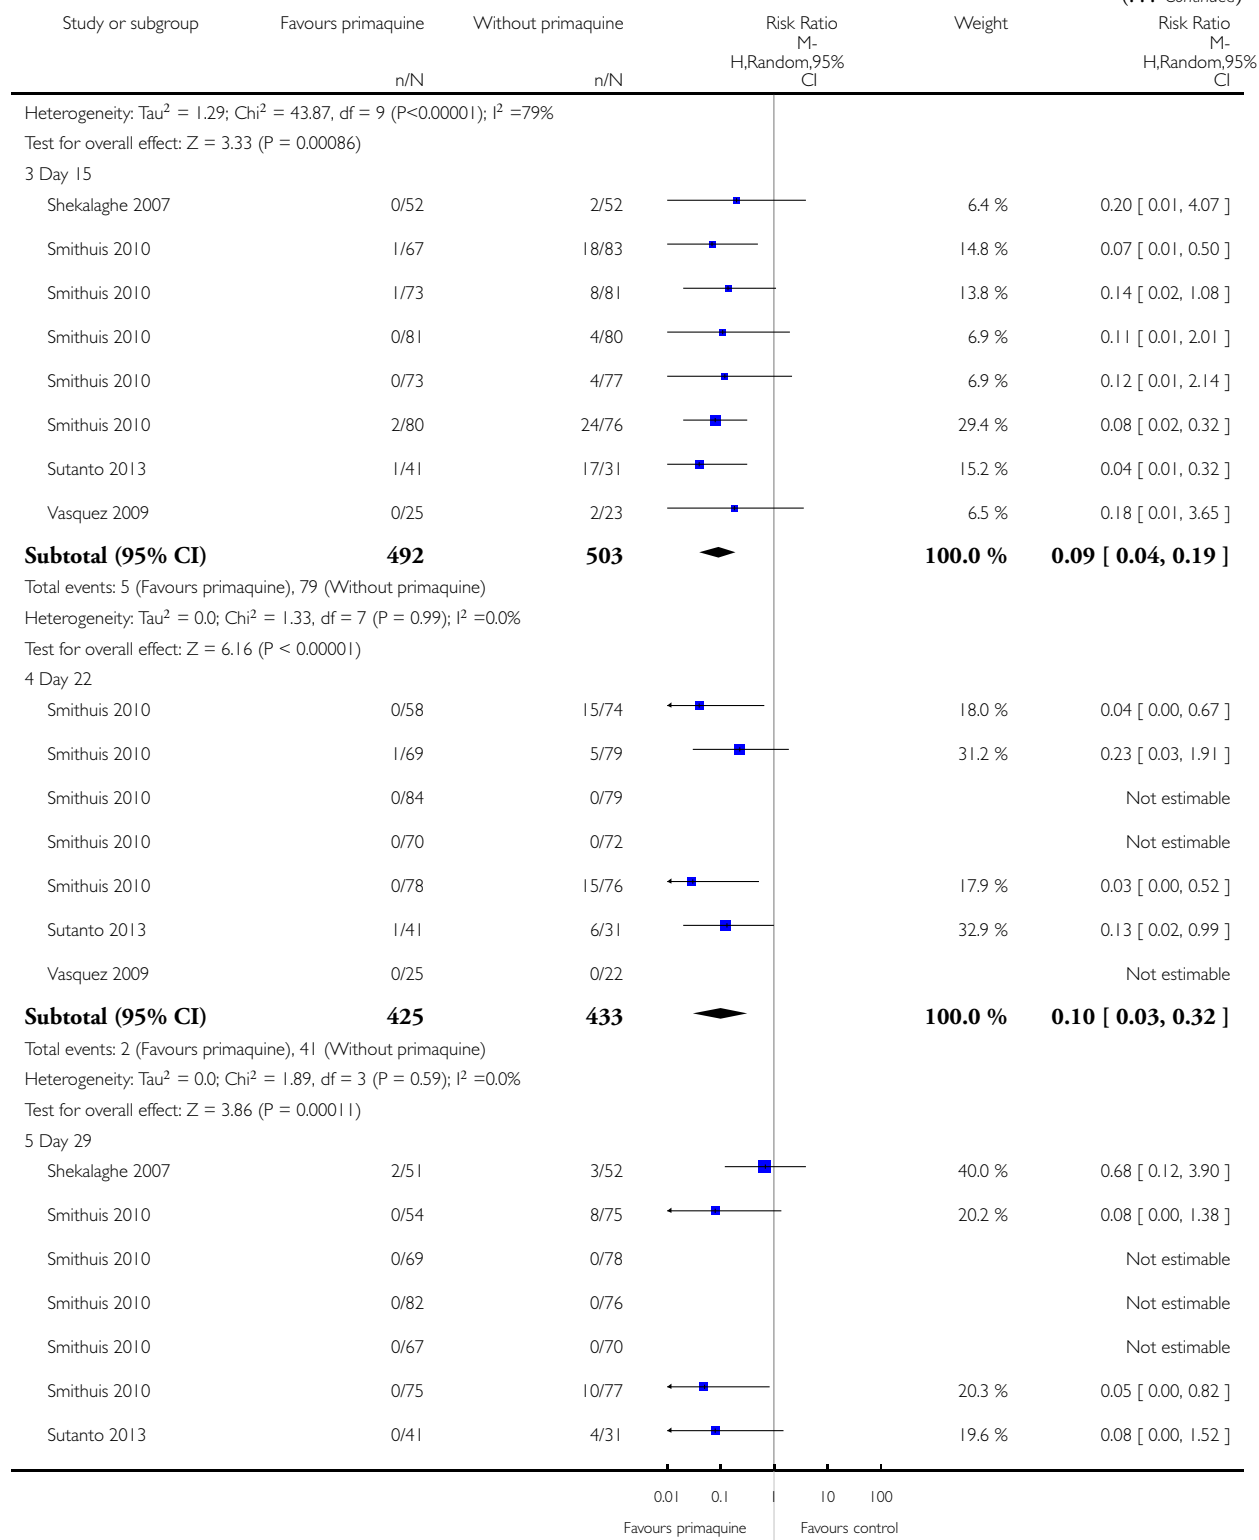 (... Continued)
Study or subgroup Favours primaquine Without primaquine Risk Ratio Weight Risk Ratio
M- M-
H,Random,95% H,Random,95%
n/N n/N CI CI
Heterogeneity: Tau² = 1.29; Chi² = 43.87, df = 9 (P<0.00001); I² =79%
Test for overall effect: Z = 3.33 (P = 0.00086)
3 Day 15
Shekalaghe 2007 0/52 2/52 6.4 % 0.20 [ 0.01, 4.07 ]
Smithuis 2010 1/67 18/83 14.8 % 0.07 [ 0.01, 0.50 ]
Smithuis 2010 1/73 8/81 13.8 % 0.14 [ 0.02, 1.08 ]
Smithuis 2010 0/81 4/80 6.9 % 0.11 [ 0.01, 2.01 ]
Smithuis 2010 0/73 4/77 6.9 % 0.12 [ 0.01, 2.14 ]
Smithuis 2010 2/80 24/76 29.4 % 0.08 [ 0.02, 0.32 ]
Sutanto 2013 1/41 17/31 15.2 % 0.04 [ 0.01, 0.32 ]
Vasquez 2009 0/25 2/23 6.5 % 0.18 [ 0.01, 3.65 ]
Subtotal (95% CI) 492 503 100.0 % 0.09 [ 0.04, 0.19 ]
Total events: 5 (Favours primaquine), 79 (Without primaquine)
Heterogeneity: Tau² = 0.0; Chi² = 1.33, df = 7 (P = 0.99); I² =0.0%
Test for overall effect: Z = 6.16 (P < 0.00001)
4 Day 22
Smithuis 2010 0/58 15/74 18.0 % 0.04 [ 0.00, 0.67 ]
Smithuis 2010 1/69 5/79 31.2 % 0.23 [ 0.03, 1.91 ]
Smithuis 2010 0/84 0/79 Not estimable
Smithuis 2010 0/70 0/72 Not estimable
Smithuis 2010 0/78 15/76 17.9 % 0.03 [ 0.00, 0.52 ]
Sutanto 2013 1/41 6/31 32.9 % 0.13 [ 0.02, 0.99 ]
Vasquez 2009 0/25 0/22 Not estimable
Subtotal (95% CI) 425 433 100.0 % 0.10 [ 0.03, 0.32 ]
Total events: 2 (Favours primaquine), 41 (Without primaquine)
Heterogeneity: Tau² = 0.0; Chi² = 1.89, df = 3 (P = 0.59); I² =0.0%
Test for overall effect: Z = 3.86 (P = 0.00011)
5 Day 29
Shekalaghe 2007 2/51 3/52 40.0 % 0.68 [ 0.12, 3.90 ]
Smithuis 2010 0/54 8/75 20.2 % 0.08 [ 0.00, 1.38 ]
Smithuis 2010 0/69 0/78 Not estimable
Smithuis 2010 0/82 0/76 Not estimable
Smithuis 2010 0/67 0/70 Not estimable
Smithuis 2010 0/75 10/77 20.3 % 0.05 [ 0.00, 0.82 ]
Sutanto 2013 0/41 4/31 19.6 % 0.08 [ 0.00, 1.52 ]
0.01 0.1 1 10 100
Favours primaquine Favours control